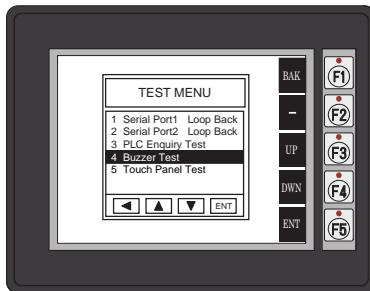 TEST MENU
1 Serial Port1 Loop Back
2 Serial Port2 Loop Back
3 PLC Enquiry Test
4 Buzzer Test
5 Touch Panel Test
ENT
BAK
–
UP
DWN
ENT
F1
F2
F3
F4
F5